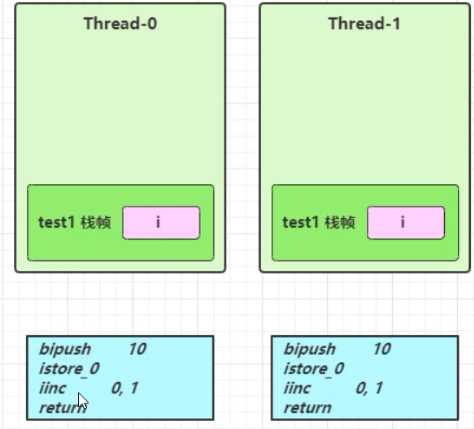 Thread-0
Thread-1
test1 栈帧 i
test1 栈帧 i
bipush 10
istore_0
iinc 0, 1
return
bipush 10
istore_0
iinc 0, 1
return